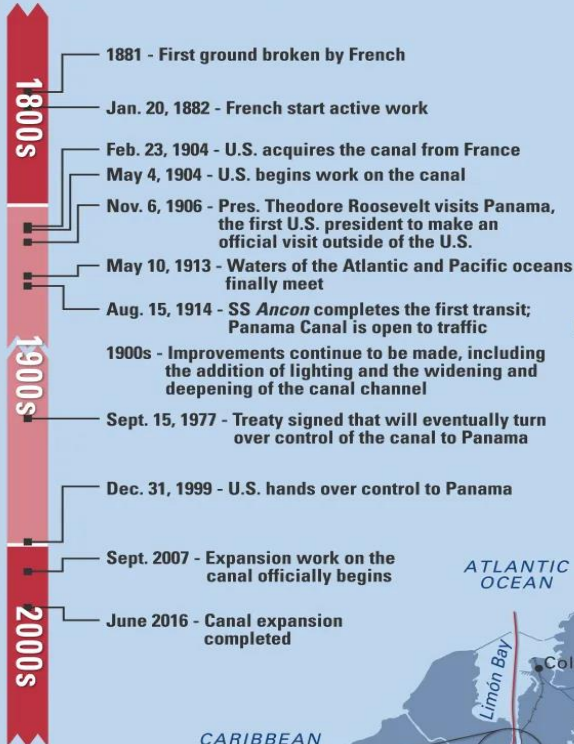 1800s
1881 - First ground broken by French
Jan. 20, 1882 - French start active work
Feb. 23, 1904 - U.S. acquires the canal from France
May 4, 1904 - U.S. begins work on the canal
Nov. 6, 1906 - Pres. Theodore Roosevelt visits Panama,
the first U.S. president to make an
official visit outside of the U.S.
May 10, 1913 - Waters of the Atlantic and Pacific oceans
finally meet
Aug. 15, 1914 - SS Ancon completes the first transit;
Panama Canal is open to traffic
1900s
1900s - Improvements continue to be made, including
the addition of lighting and the widening and
deepening of the canal channel
Sept. 15, 1977 - Treaty signed that will eventually turn
over control of the canal to Panama
Dec. 31, 1999 - U.S. hands over control to Panama
2000s
Sept. 2007 - Expansion work on the
canal officially begins
June 2016 - Canal expansion
completed
ATLANTIC
OCEAN
Limón Bay
Col
CARIBBEAN